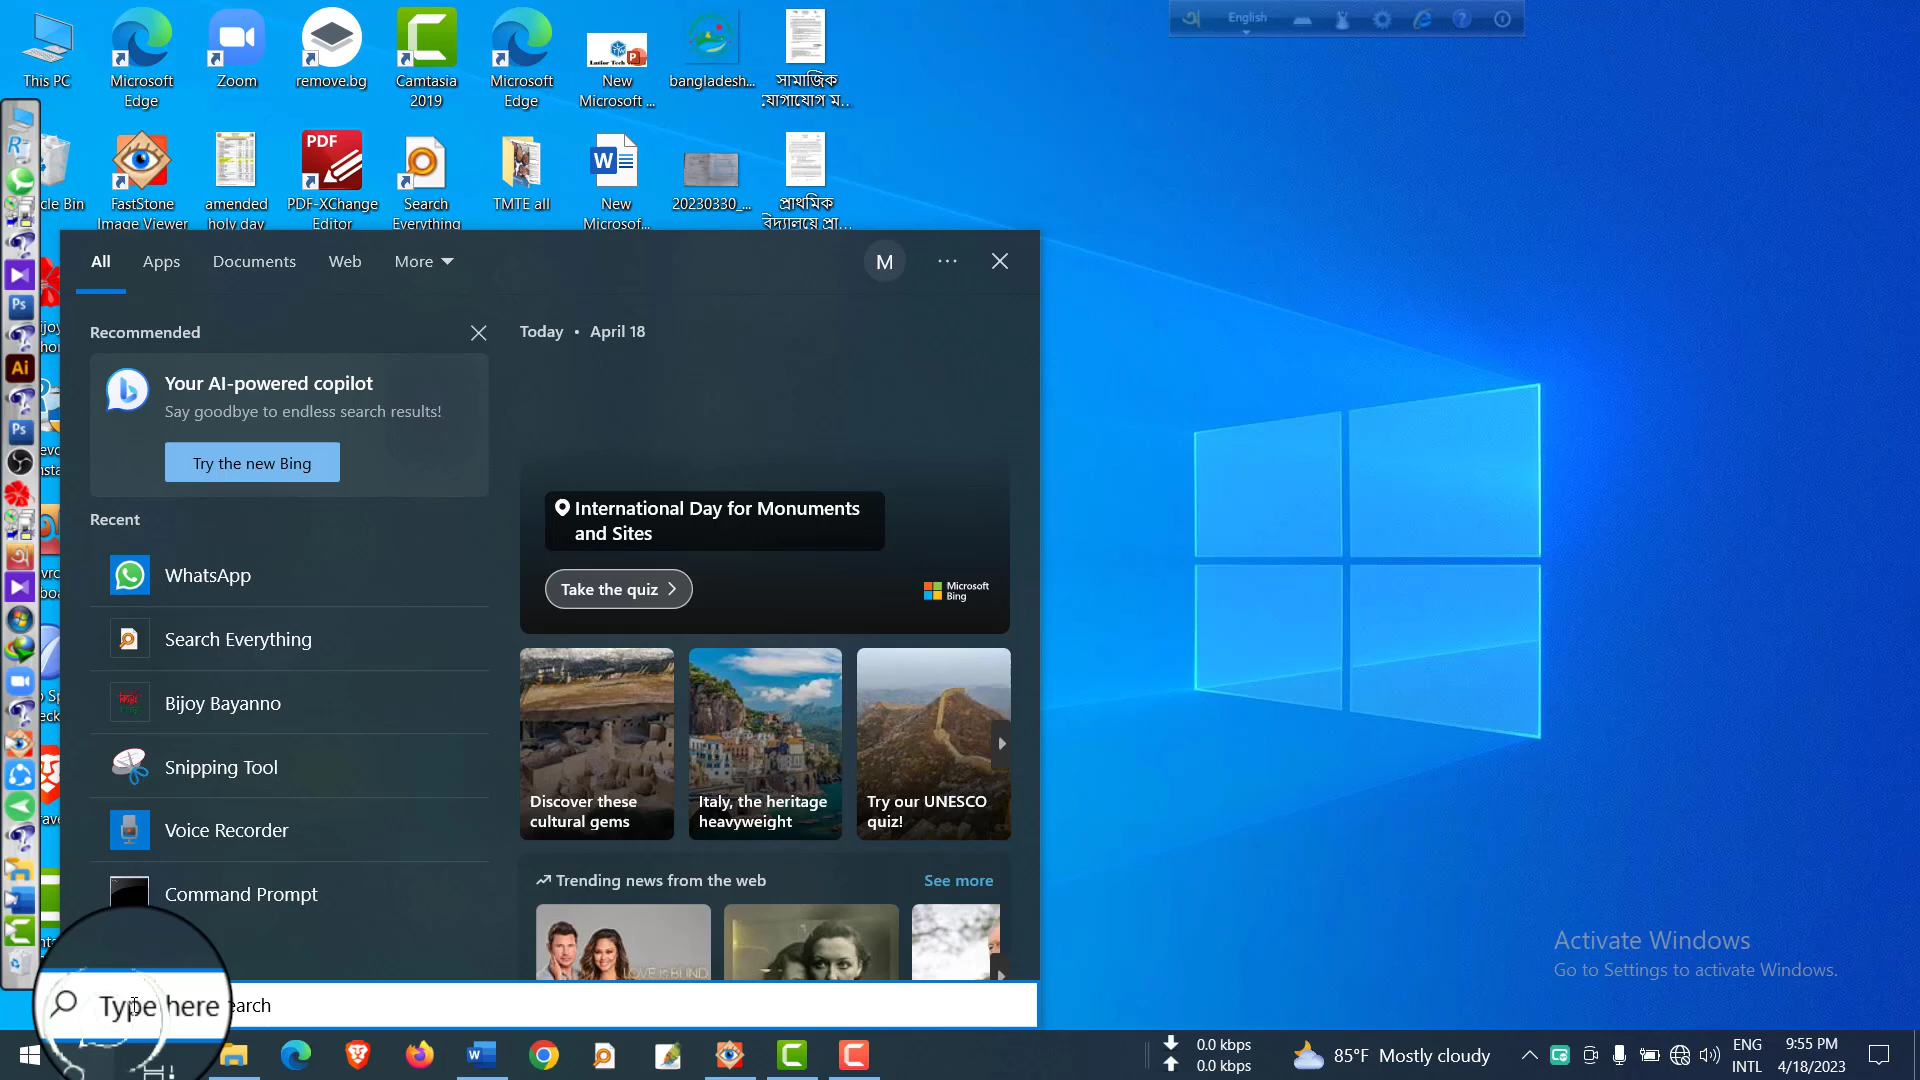 English
This PC
Microsoft
Edge
Zoom
remove.bg
Camtasia
2019
Microsoft
Edge
New
Microsoft ...
bangladesh...
সামাজিক
যোগাযোগ ম...
cle Bin
FastStone
Image Viewer
amended
holy day
PDF
PDF-XChange
Editor
Search
Everything
TMTE all
New
Microsof...
20230330_...
প্রাথমিক
বিদ্যালয়ে প্রা...
All
Apps
Documents
Web
More
M
Recommended
Your AI-powered copilot
Say goodbye to endless search results!
Try the new Bing
Recent
WhatsApp
Search Everything
Bijoy Bayanno
Snipping Tool
Voice Recorder
Command Prompt
Today • April 18
International Day for Monuments
and Sites
Take the quiz
Microsoft
Bing
Discover these
cultural gems
Italy, the heritage
heavyweight
Try our UNESCO
quiz!
Trending news from the web
See more
LOVE IS BLIND
Type here
earch
Activate Windows
Go to Settings to activate Windows.
0.0 kbps
0.0 kbps
85°F Mostly cloudy
ENG
INTL
9:55 PM
4/18/2023